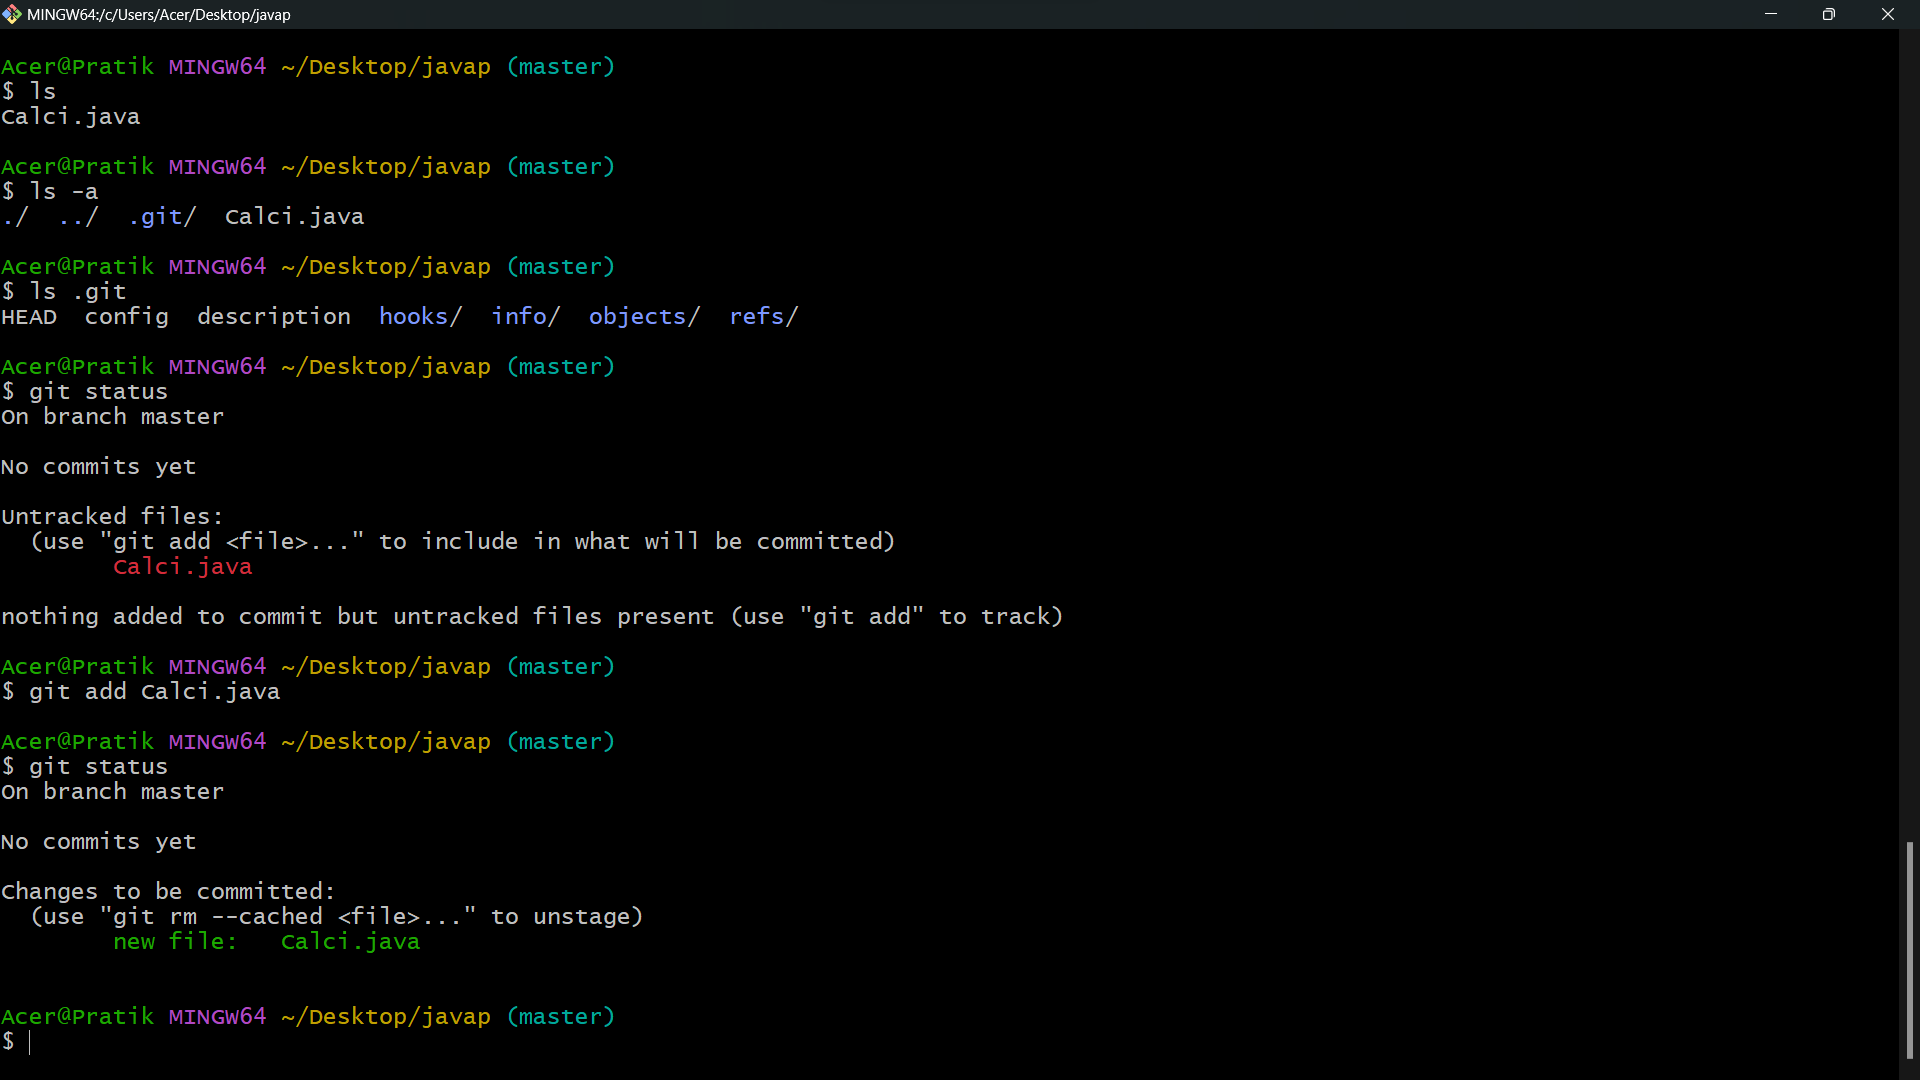 MINGW64:/c/Users/Acer/Desktop/javap
Acer@Pratik MINGW64 ~/Desktop/javap (master)
$ ls
Calci.java
Acer@Pratik MINGW64 ~/Desktop/javap (master)
$ ls -a
./  ../  .git/  Calci.java
Acer@Pratik MINGW64 ~/Desktop/javap (master)
$ ls .git
HEAD  config  description  hooks/  info/  objects/  refs/
Acer@Pratik MINGW64 ~/Desktop/javap (master)
$ git status
On branch master
No commits yet
Untracked files:
  (use "git add <file>..." to include in what will be committed)
        Calci.java
nothing added to commit but untracked files present (use "git add" to track)
Acer@Pratik MINGW64 ~/Desktop/javap (master)
$ git add Calci.java
Acer@Pratik MINGW64 ~/Desktop/javap (master)
$ git status
On branch master
No commits yet
Changes to be committed:
  (use "git rm --cached <file>..." to unstage)
        new file:   Calci.java
Acer@Pratik MINGW64 ~/Desktop/javap (master)
$